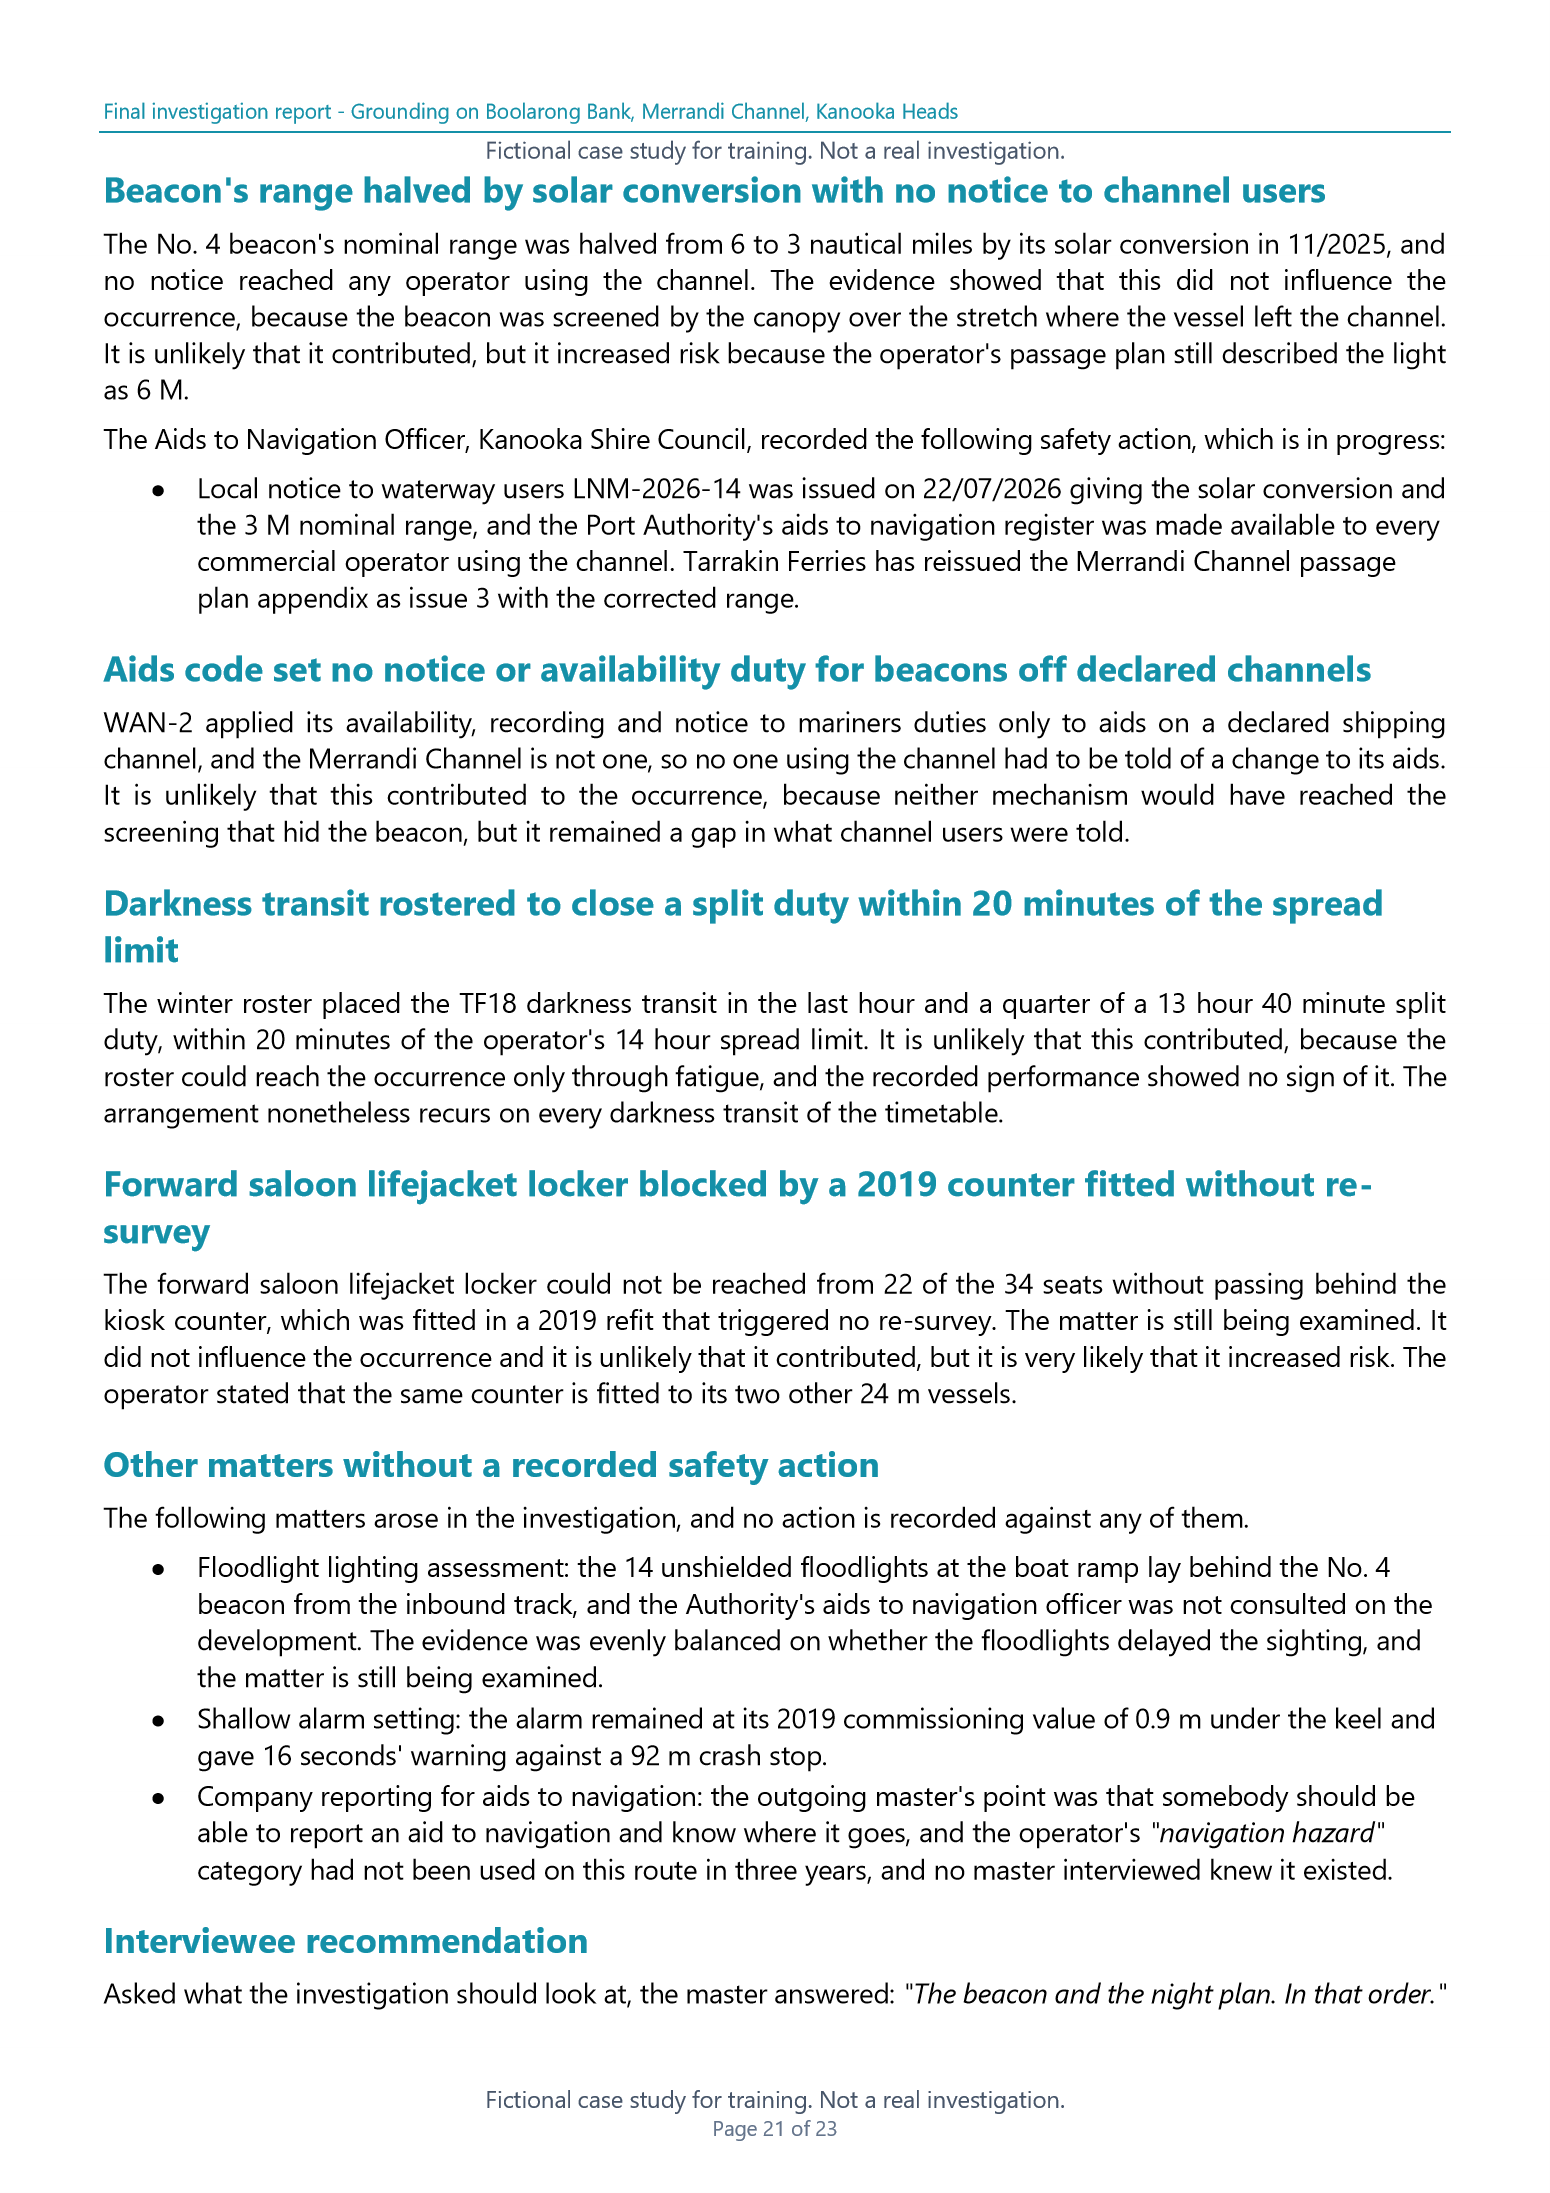 Final investigation report - Grounding on Boolarong Bank, Merrandi Channel, Kanooka Heads
Fictional case study for training. Not a real investigation.
Beacon's range halved by solar conversion with no notice to channel users
The No. 4 beacon's nominal range was halved from 6 to 3 nautical miles by its solar conversion in 11/2025, and
no notice reached any operator using the channel. The evidence showed that this did not influence the
occurrence, because the beacon was screened by the canopy over the stretch where the vessel left the channel.
It is unlikely that it contributed, but it increased risk because the operator's passage plan still described the light
as 6 M.
The Aids to Navigation Officer, Kanooka Shire Council, recorded the following safety action, which is in progress:
● Local notice to waterway users LNM-2026-14 was issued on 22/07/2026 giving the solar conversion and
the 3 M nominal range, and the Port Authority's aids to navigation register was made available to every
commercial operator using the channel. Tarrakin Ferries has reissued the Merrandi Channel passage
plan appendix as issue 3 with the corrected range.
Aids code set no notice or availability duty for beacons off declared channels
WAN-2 applied its availability, recording and notice to mariners duties only to aids on a declared shipping
channel, and the Merrandi Channel is not one, so no one using the channel had to be told of a change to its aids.
It is unlikely that this contributed to the occurrence, because neither mechanism would have reached the
screening that hid the beacon, but it remained a gap in what channel users were told.
Darkness transit rostered to close a split duty within 20 minutes of the spread
limit
The winter roster placed the TF18 darkness transit in the last hour and a quarter of a 13 hour 40 minute split
duty, within 20 minutes of the operator's 14 hour spread limit. It is unlikely that this contributed, because the
roster could reach the occurrence only through fatigue, and the recorded performance showed no sign of it. The
arrangement nonetheless recurs on every darkness transit of the timetable.
Forward saloon lifejacket locker blocked by a 2019 counter fitted without re-
survey
The forward saloon lifejacket locker could not be reached from 22 of the 34 seats without passing behind the
kiosk counter, which was fitted in a 2019 refit that triggered no re-survey. The matter is still being examined. It
did not influence the occurrence and it is unlikely that it contributed, but it is very likely that it increased risk. The
operator stated that the same counter is fitted to its two other 24 m vessels.
Other matters without a recorded safety action
The following matters arose in the investigation, and no action is recorded against any of them.
● Floodlight lighting assessment: the 14 unshielded floodlights at the boat ramp lay behind the No. 4
beacon from the inbound track, and the Authority's aids to navigation officer was not consulted on the
development. The evidence was evenly balanced on whether the floodlights delayed the sighting, and
the matter is still being examined.
● Shallow alarm setting: the alarm remained at its 2019 commissioning value of 0.9 m under the keel and
gave 16 seconds' warning against a 92 m crash stop.
● Company reporting for aids to navigation: the outgoing master's point was that somebody should be
able to report an aid to navigation and know where it goes, and the operator's "navigation hazard"
category had not been used on this route in three years, and no master interviewed knew it existed.
Interviewee recommendation
Asked what the investigation should look at, the master answered: "The beacon and the night plan. In that order."
Fictional case study for training. Not a real investigation.
Page 21 of 23